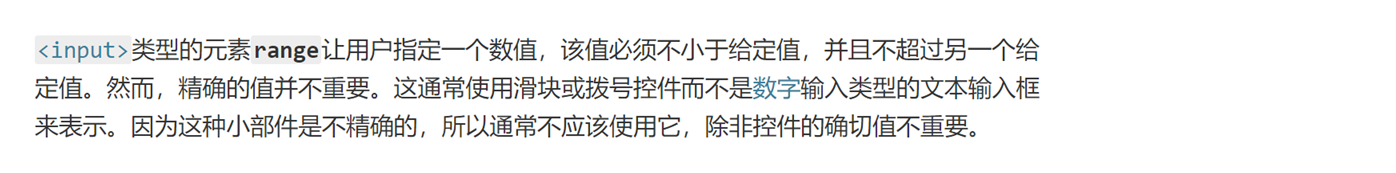 <input>类型的元素range让用户指定一个数值，该值必须不小于给定值，并且不超过另一个给
定值。然而，精确的值并不重要。这通常使用滑块或拨号控件而不是数字输入类型的文本输入框
来表示。因为这种小部件是不精确的，所以通常不应该使用它，除非控件的确切值不重要。